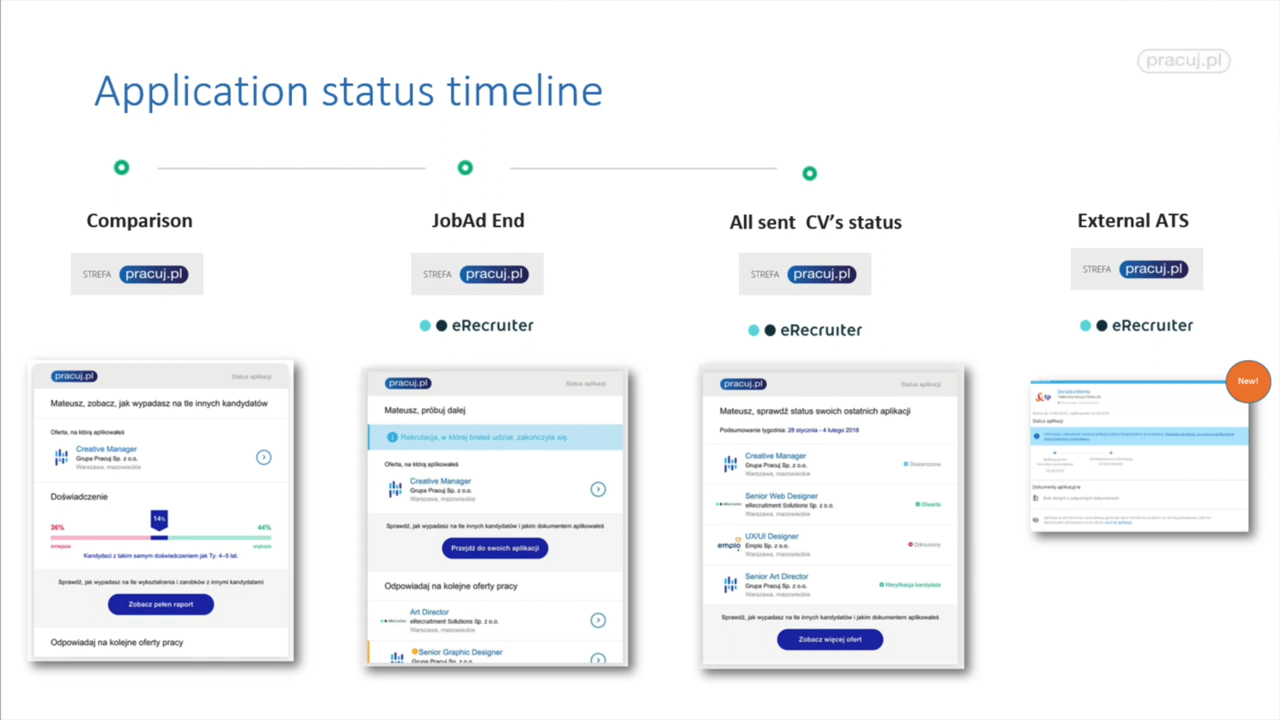 pracuj.pl
Application status timeline
Comparison
STREFA pracuj.pl
pracuj.pl
Status aplikacji
Mateusz, zobacz, jak wypadasz na tle innych kandydatów
Oferta, na którą aplikowałeś
Creative Manager
Grupa Pracuj Sp. z o.o.
Warszawa, mazowieckie
Doświadczenie
14%
36%
44%
mniejsze
większe
Kandydaci z takim samym doświadczeniem jak Ty: 4–5 lat.
Sprawdź, jak wypadasz na tle wykształcenia i zarobków z innymi kandydatami
Zobacz pełen raport
Odpowiadaj na kolejne oferty pracy
JobAd End
STREFA pracuj.pl
eRecruiter
pracuj.pl
Status aplikacji
Mateusz, próbuj dalej
Rekrutacja, w której brałeś udział, zakończyła się.
Oferta, na którą aplikowałeś
Creative Manager
Grupa Pracuj Sp. z o.o.
Warszawa, mazowieckie
Sprawdź, jak wypadasz na tle innych kandydatów i jakim dokumentem aplikowałeś
Przejdź do swoich aplikacji
Odpowiadaj na kolejne oferty pracy
Art Director
eRecruitment Solutions Sp. z o.o.
Warszawa, mazowieckie
Senior Graphic Designer
Grupa Pracuj Sp. z o.o.
All sent CV's status
STREFA pracuj.pl
eRecruiter
pracuj.pl
Status aplikacji
Mateusz, sprawdź status swoich ostatnich aplikacji
Podsumowanie tygodnia: 28 stycznia - 4 lutego 2018
Creative Manager
Grupa Pracuj Sp. z o.o.
Warszawa, mazowieckie
Dostarczone
Senior Web Designer
eRecruitment Solutions Sp. z o.o.
Warszawa, mazowieckie
Otwarta
UX/UI Designer
Emplo Sp. z o.o.
Warszawa, mazowieckie
emplo
Odrzucony
Senior Art Director
Grupa Pracuj Sp. z o.o.
Warszawa, mazowieckie
Weryfikacja kandydata
Sprawdź, jak wypadasz na tle innych kandydatów i jakim dokumentem aplikowałeś
Zobacz więcej ofert
External ATS
STREFA pracuj.pl
eRecruiter
New!
&tp
Doradca Klienta
Status aplikacji
Dokumenty aplikacyjne